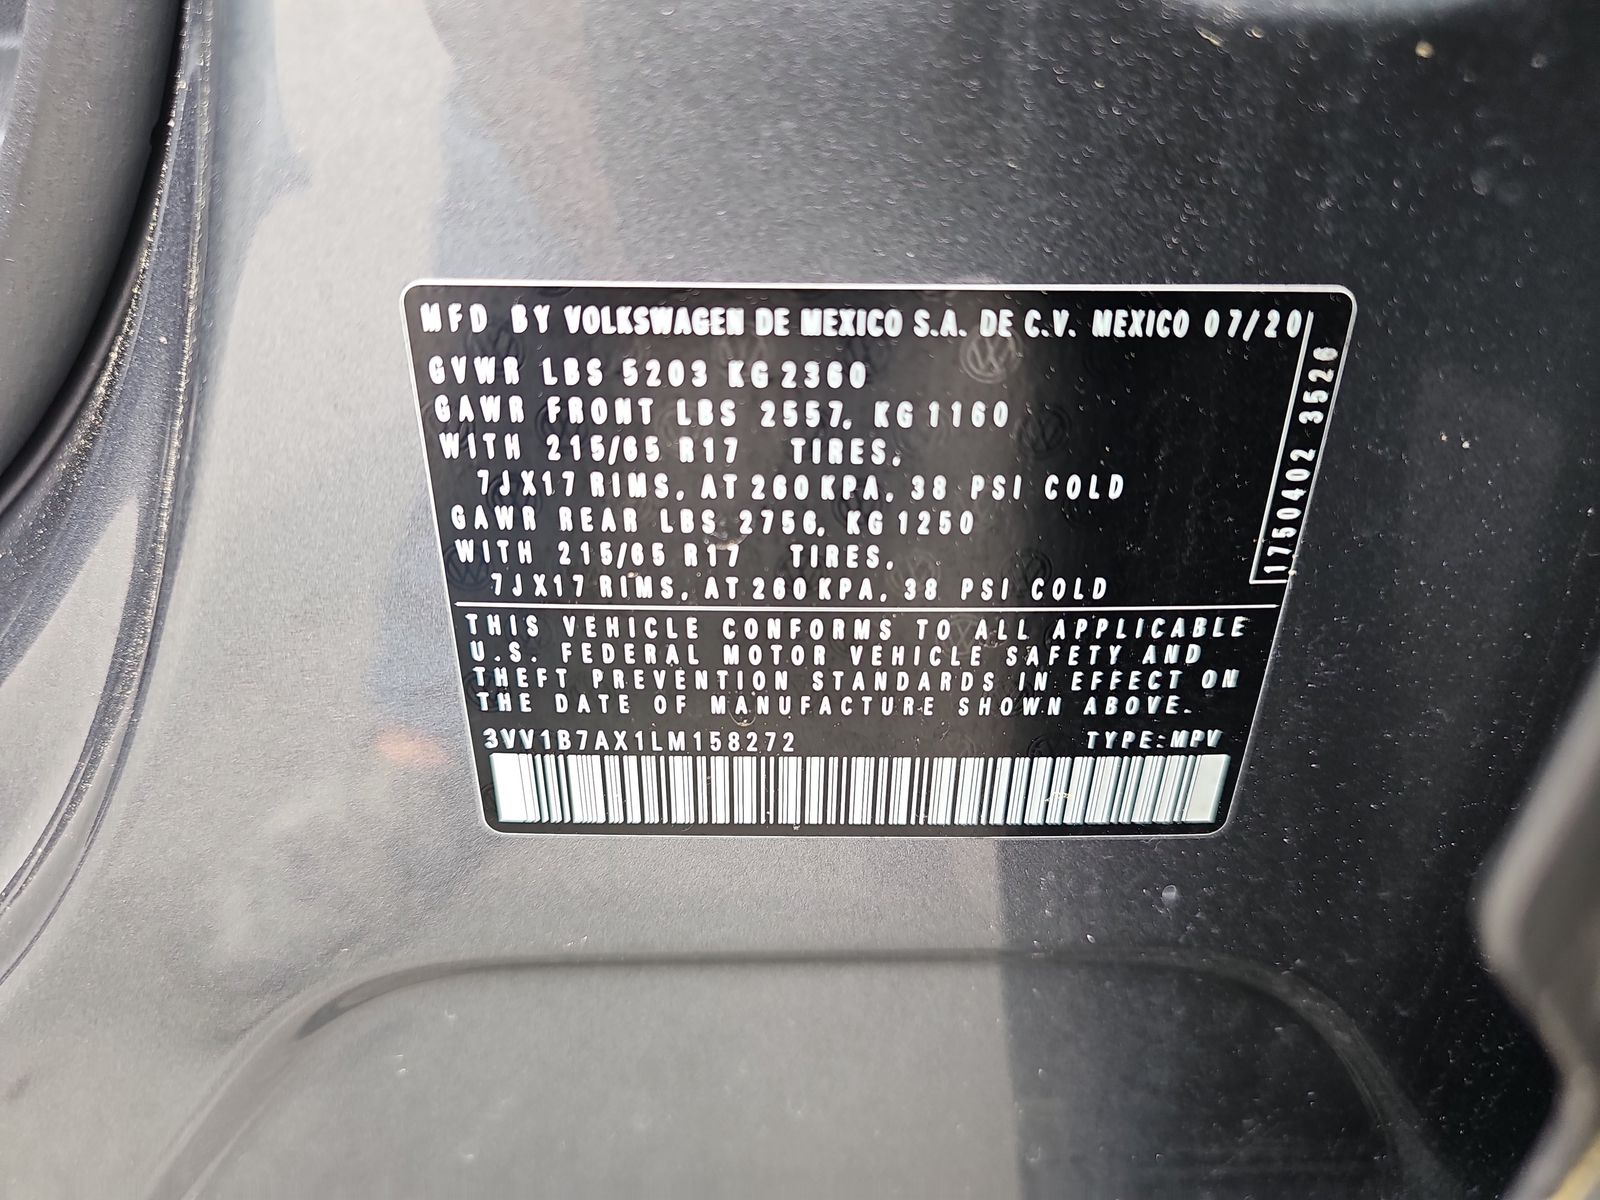 MFD BY VOLKSWAGEN DE MEXICO S.A. DE C.V. MEXICO 07/20
GVWR LBS 5203 KG 2360
GAWR FRONT LBS 2557, KG 1160
WITH 215/65 R17 TIRES,
7JX17 RIMS, AT 260 KPA, 38 PSI COLD
GAWR REAR LBS 2756, KG 1250
WITH 215/65 R17 TIRES,
7JX17 RIMS, AT 260 KPA, 38 PSI COLD
1750402 3526
THIS VEHICLE CONFORMS TO ALL APPLICABLE
U.S. FEDERAL MOTOR VEHICLE SAFETY AND
THEFT PREVENTION STANDARDS IN EFFECT ON
THE DATE OF MANUFACTURE SHOWN ABOVE.
3VV1B7AX1LM158272 TYPE:MPV